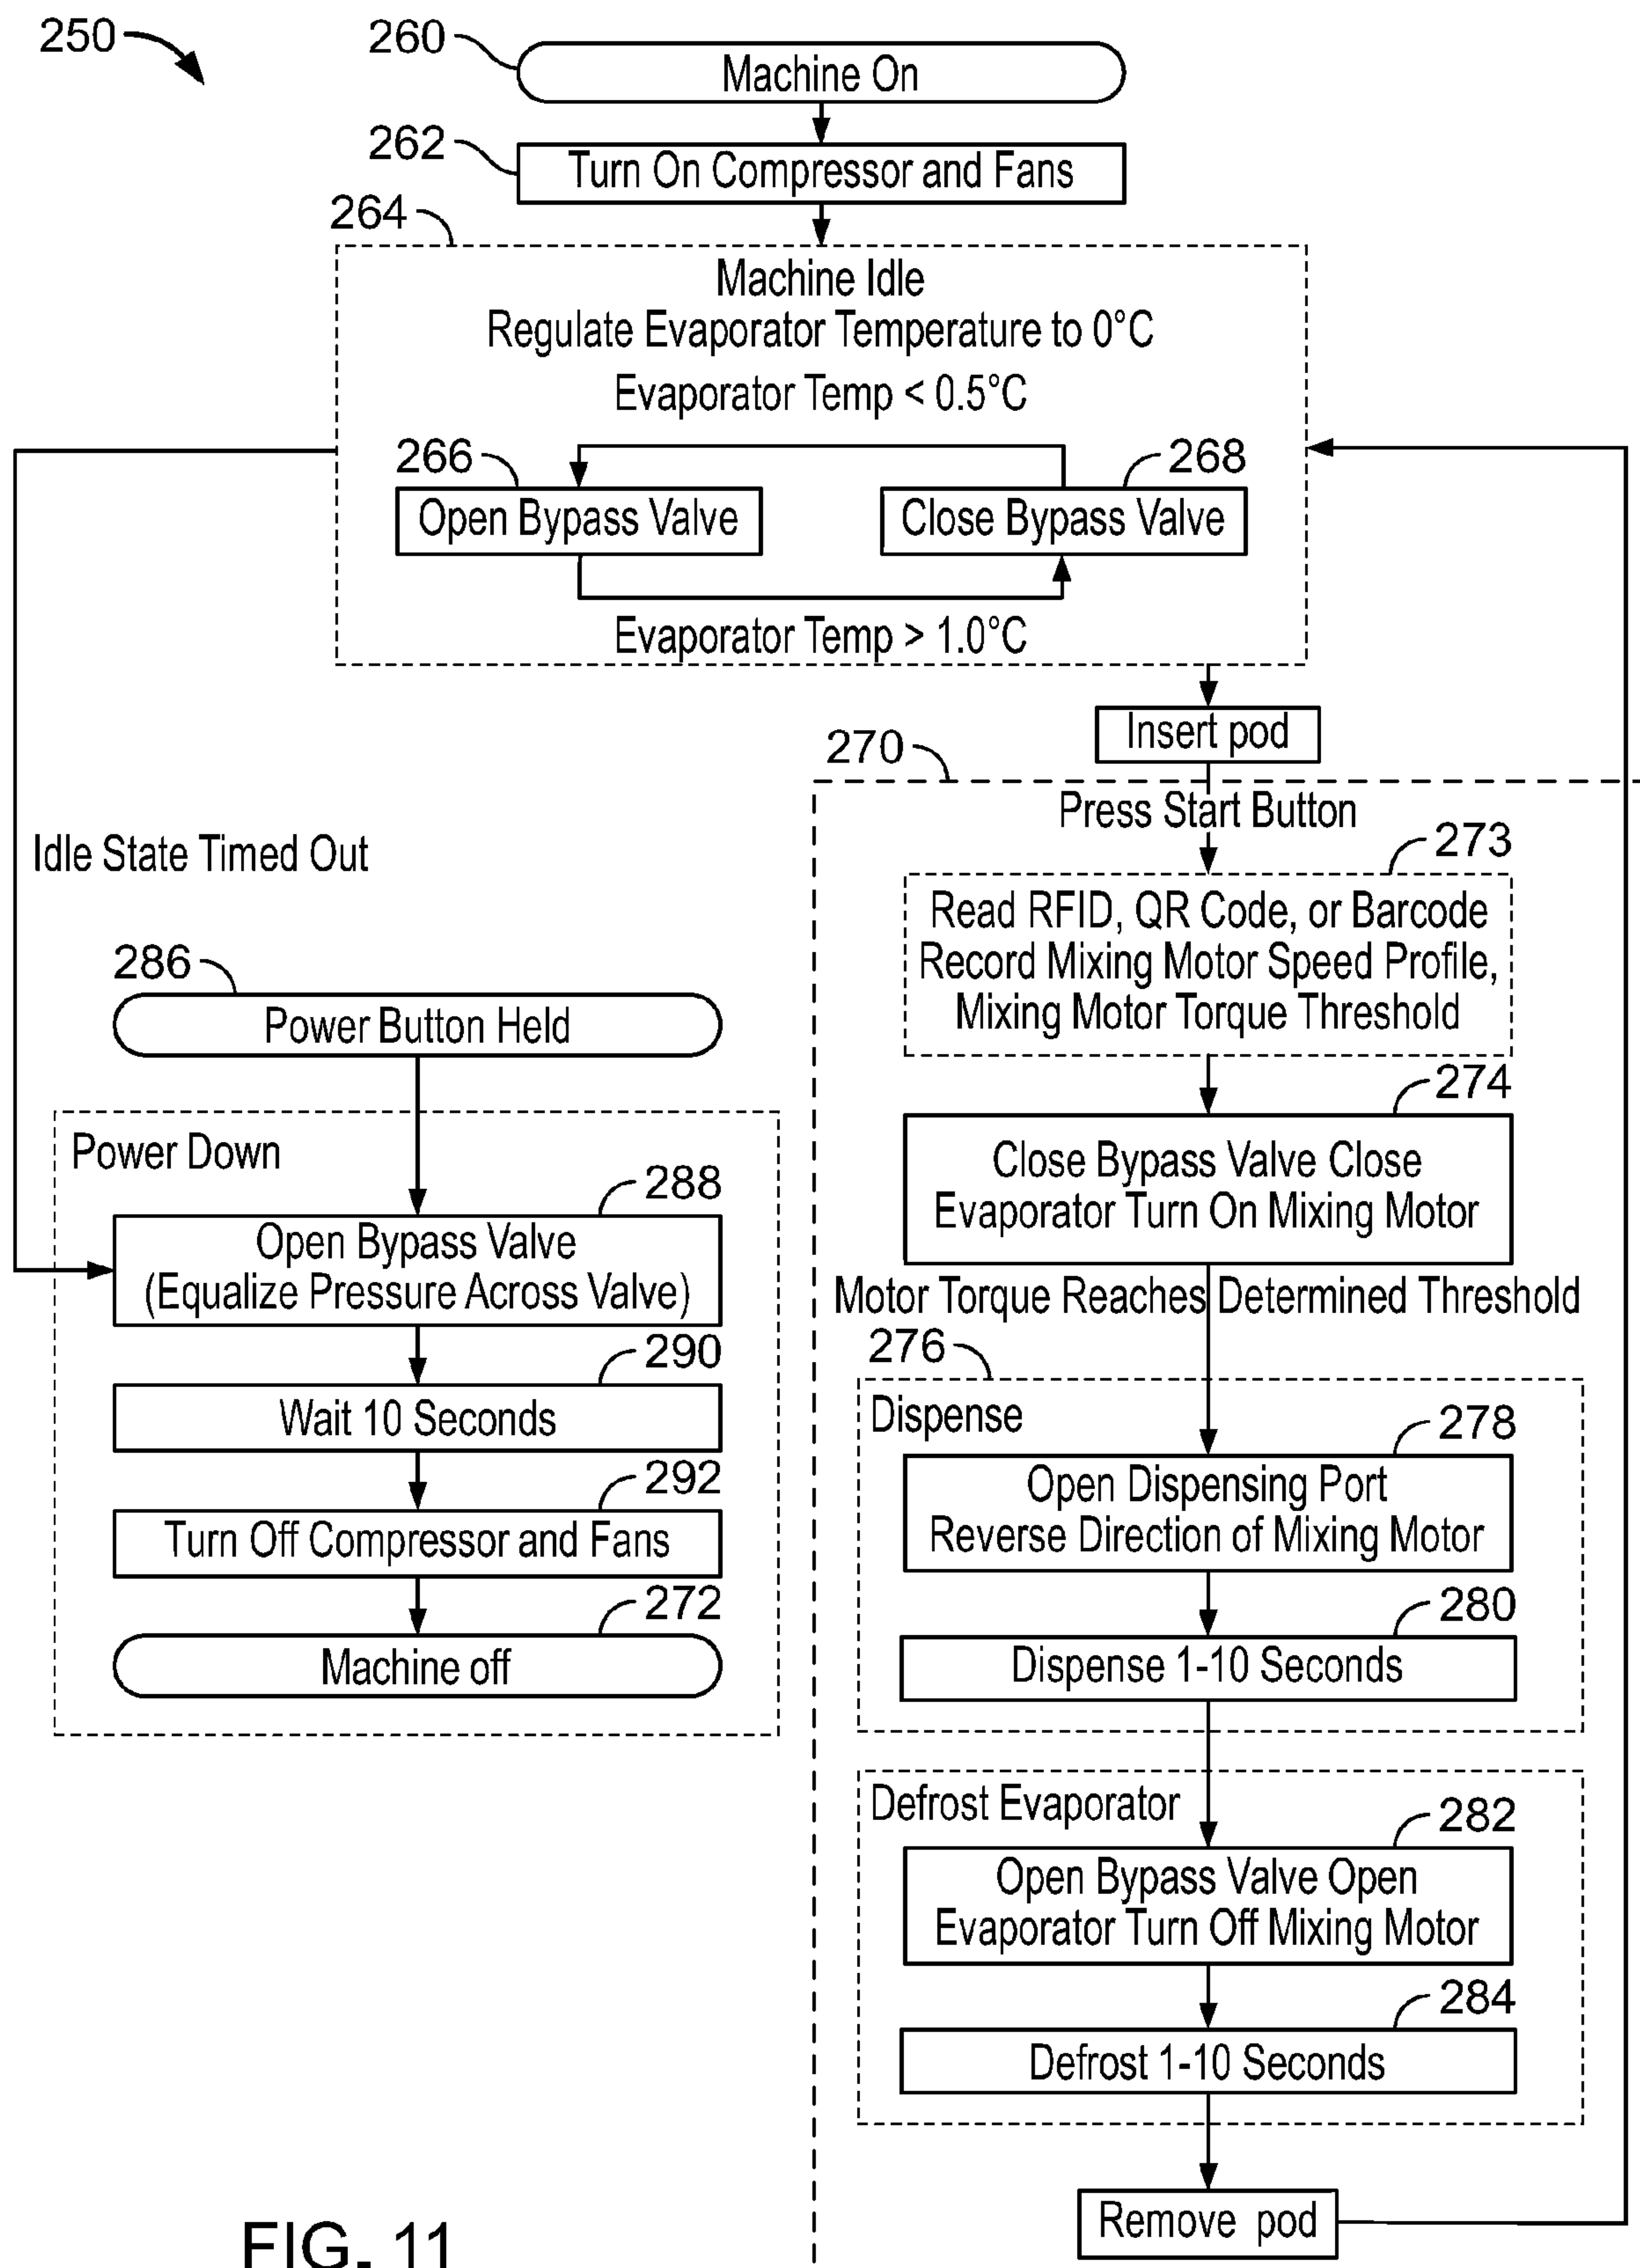 250
260
Machine On
262
Turn On Compressor and Fans
264
Machine Idle
Regulate Evaporator Temperature to 0°C
Evaporator Temp < 0.5°C
266
268
Open Bypass Valve
Close Bypass Valve
Evaporator Temp > 1.0°C
Insert pod
270
Press Start Button
273
Read RFID, QR Code, or Barcode
Record Mixing Motor Speed Profile,
Mixing Motor Torque Threshold
274
Close Bypass Valve Close
Evaporator Turn On Mixing Motor
Motor Torque Reaches Determined Threshold
276
Dispense
278
Open Dispensing Port
Reverse Direction of Mixing Motor
280
Dispense 1-10 Seconds
Defrost Evaporator
282
Open Bypass Valve Open
Evaporator Turn Off Mixing Motor
284
Defrost 1-10 Seconds
Remove pod
Idle State Timed Out
286
Power Button Held
Power Down
288
Open Bypass Valve
(Equalize Pressure Across Valve)
290
Wait 10 Seconds
292
Turn Off Compressor and Fans
272
Machine off
FIG. 11